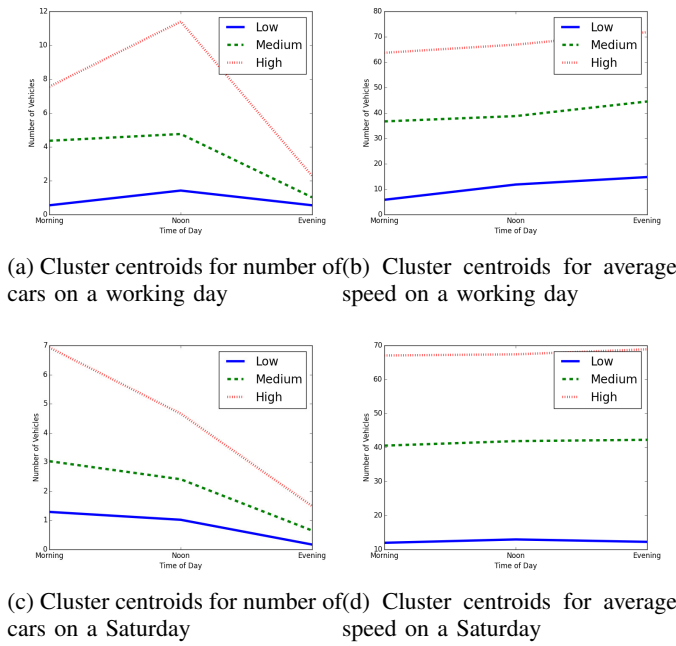 12
10
8
6
4
2
0
Number of Vehicles
Morning Noon Evening
Time of Day
Low
Medium
High
80
70
60
50
40
30
20
10
0
Number of Vehicles
Morning Noon Evening
Time of Day
Low
Medium
High
(a) Cluster centroids for number of
cars on a working day
(b) Cluster centroids for average
speed on a working day
7
6
5
4
3
2
1
0
Number of Vehicles
Morning Noon Evening
Time of Day
Low
Medium
High
70
60
50
40
30
20
10
Number of Vehicles
Morning Noon Evening
Time of Day
Low
Medium
High
(c) Cluster centroids for number of
cars on a Saturday
(d) Cluster centroids for average
speed on a Saturday